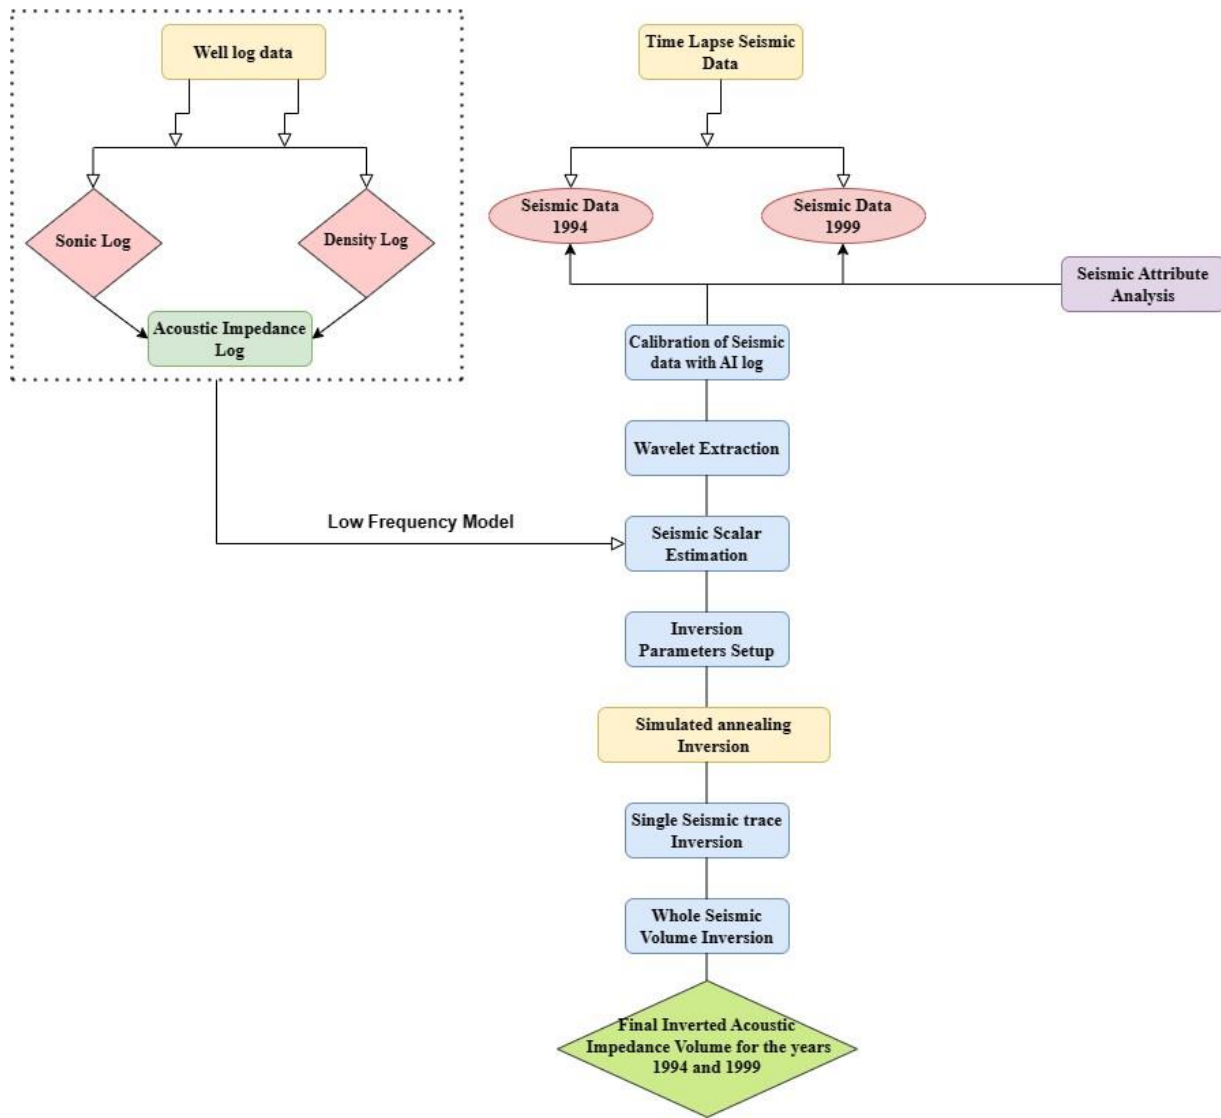 Well log data
Sonic Log
Density Log
Acoustic Impedance
Log
Time Lapse Seismic
Data
Seismic Data
1994
Seismic Data
1999
Seismic Attribute
Analysis
Calibration of Seismic
data with AI log
Wavelet Extraction
Low Frequency Model
Seismic Scalar
Estimation
Inversion
Parameters Setup
Simulated annealing
Inversion
Single Seismic trace
Inversion
Whole Seismic
Volume Inversion
Final Inverted Acoustic
Impedance Volume for the years
1994 and 1999